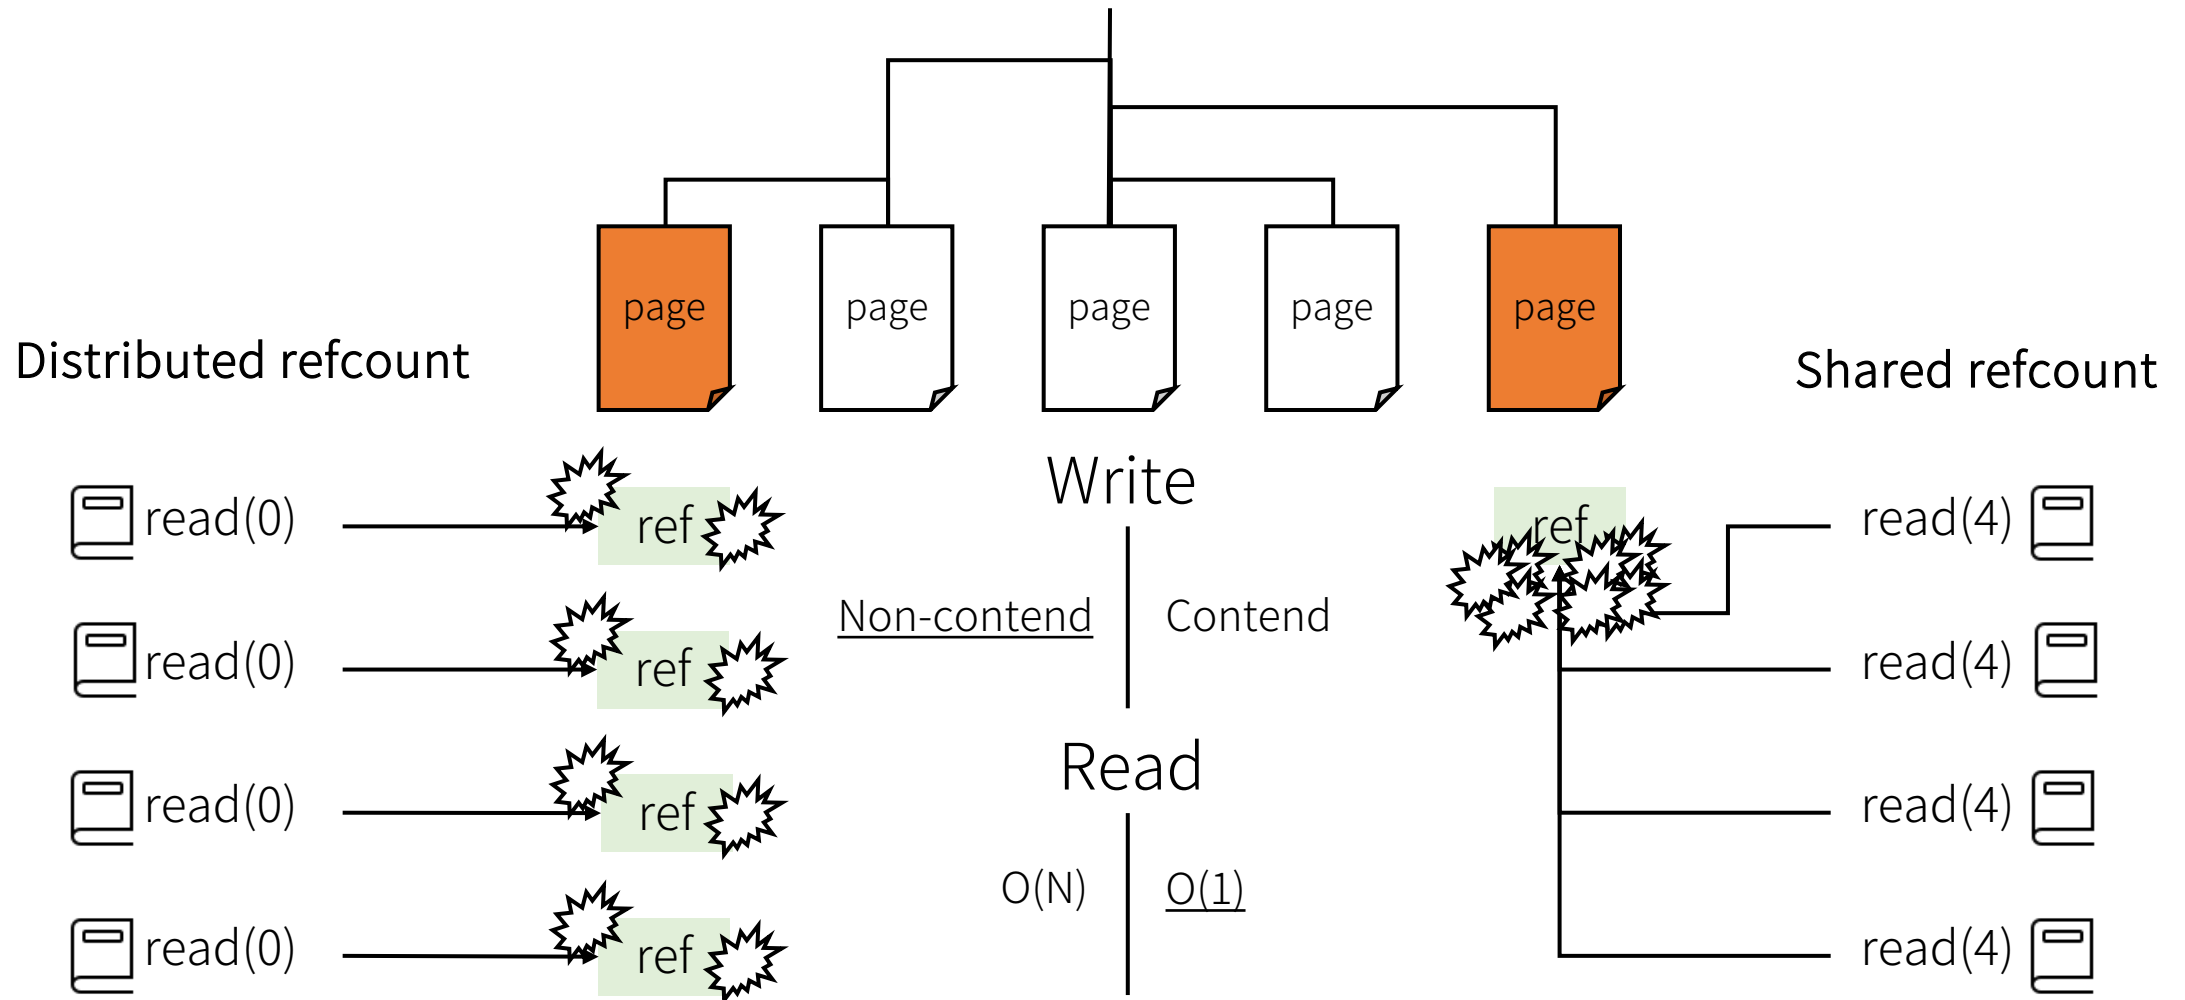 page
page
page
page
page
Distributed refcount
Shared refcount
Write
Non-contend
Contend
Read
O(N)
O(1)
read(0)
ref
read(0)
ref
read(0)
ref
read(0)
ref
ref
read(4)
read(4)
read(4)
read(4)